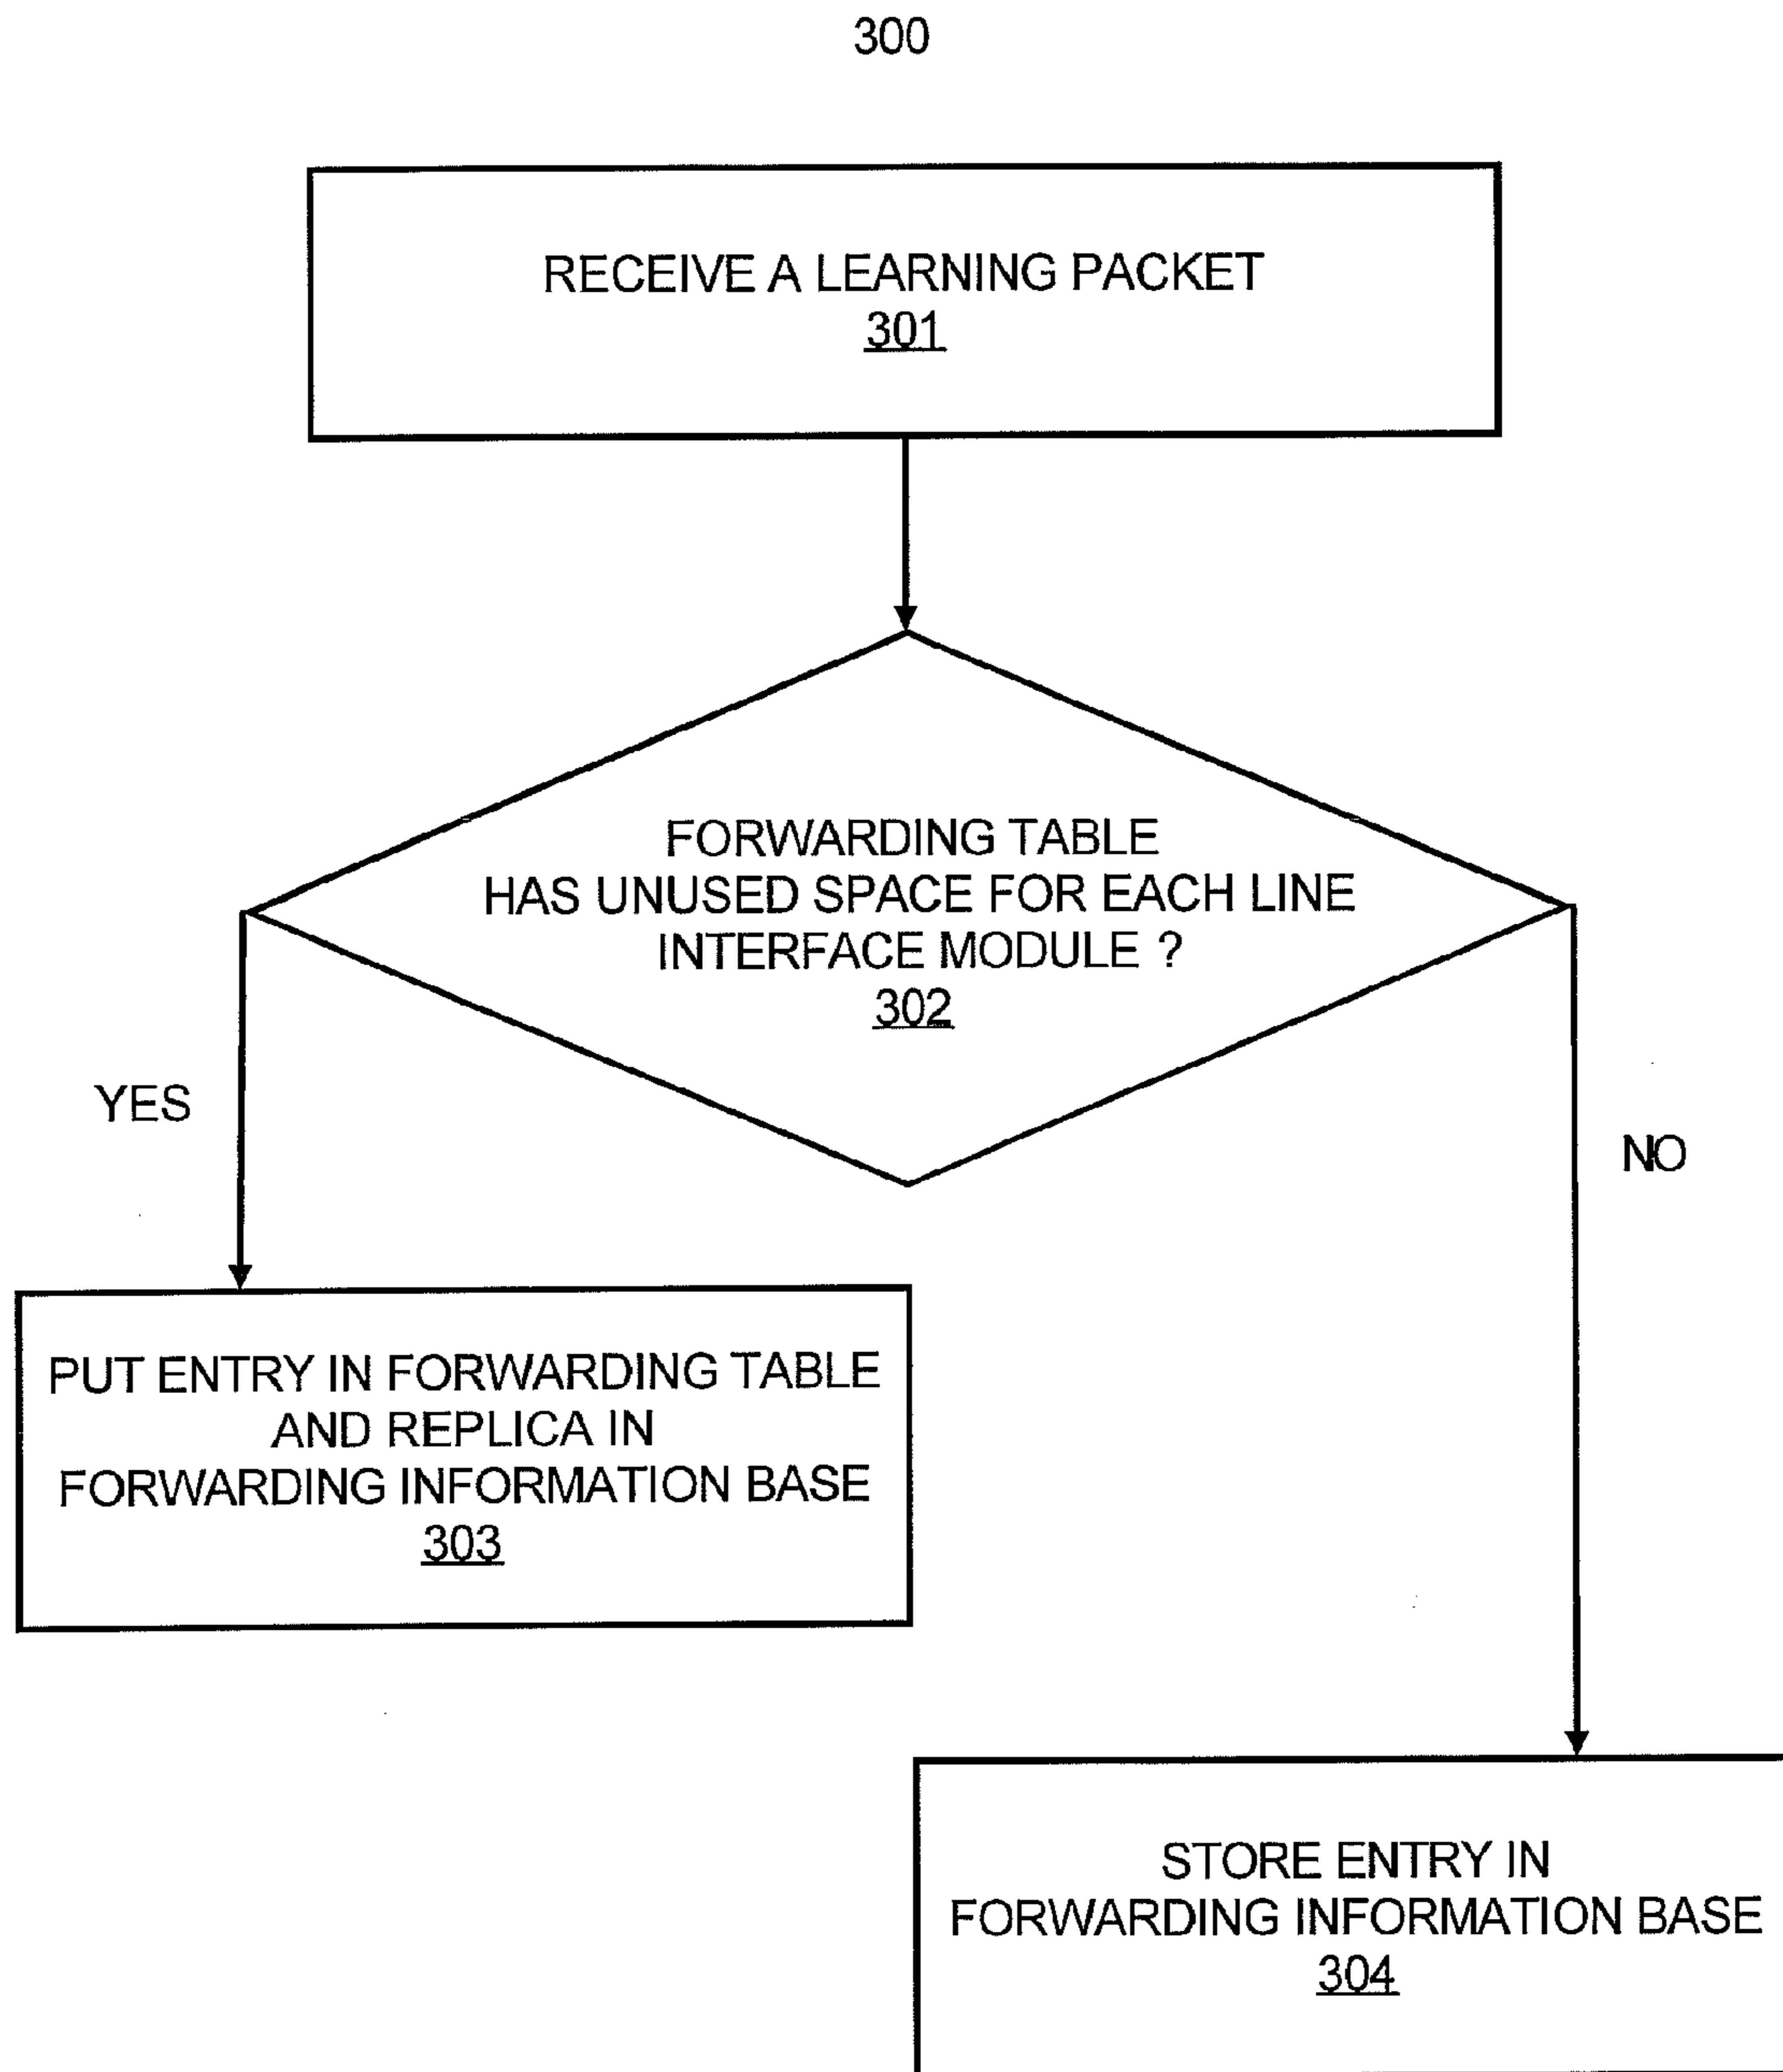 300
RECEIVE A LEARNING PACKET
301
FORWARDING TABLE
HAS UNUSED SPACE FOR EACH LINE
INTERFACE MODULE ?
302
YES
NO
PUT ENTRY IN FORWARDING TABLE
AND REPLICA IN
FORWARDING INFORMATION BASE
303
STORE ENTRY IN
FORWARDING INFORMATION BASE
304